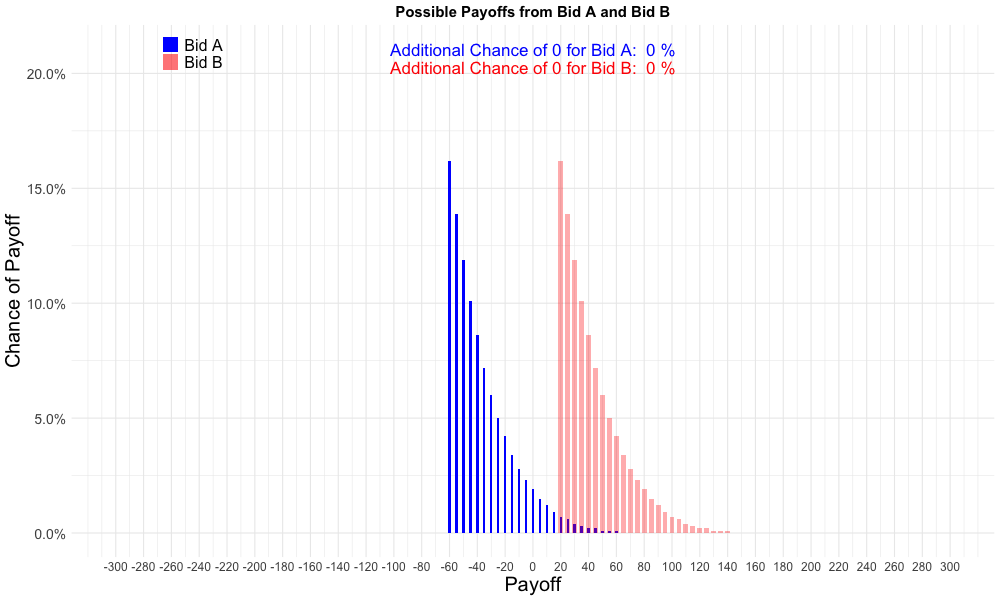 Possible Payoffs from Bid A and Bid B
Bid A
Bid B
Additional Chance of 0 for Bid A:  0 %
Additional Chance of 0 for Bid B:  0 %
Chance of Payoff
20.0%
15.0%
10.0%
5.0%
0.0%
-300 -280 -260 -240 -220 -200 -180 -160 -140 -120 -100 -80 -60 -40 -20 0 20 40 60 80 100 120 140 160 180 200 220 240 260 280 300
Payoff